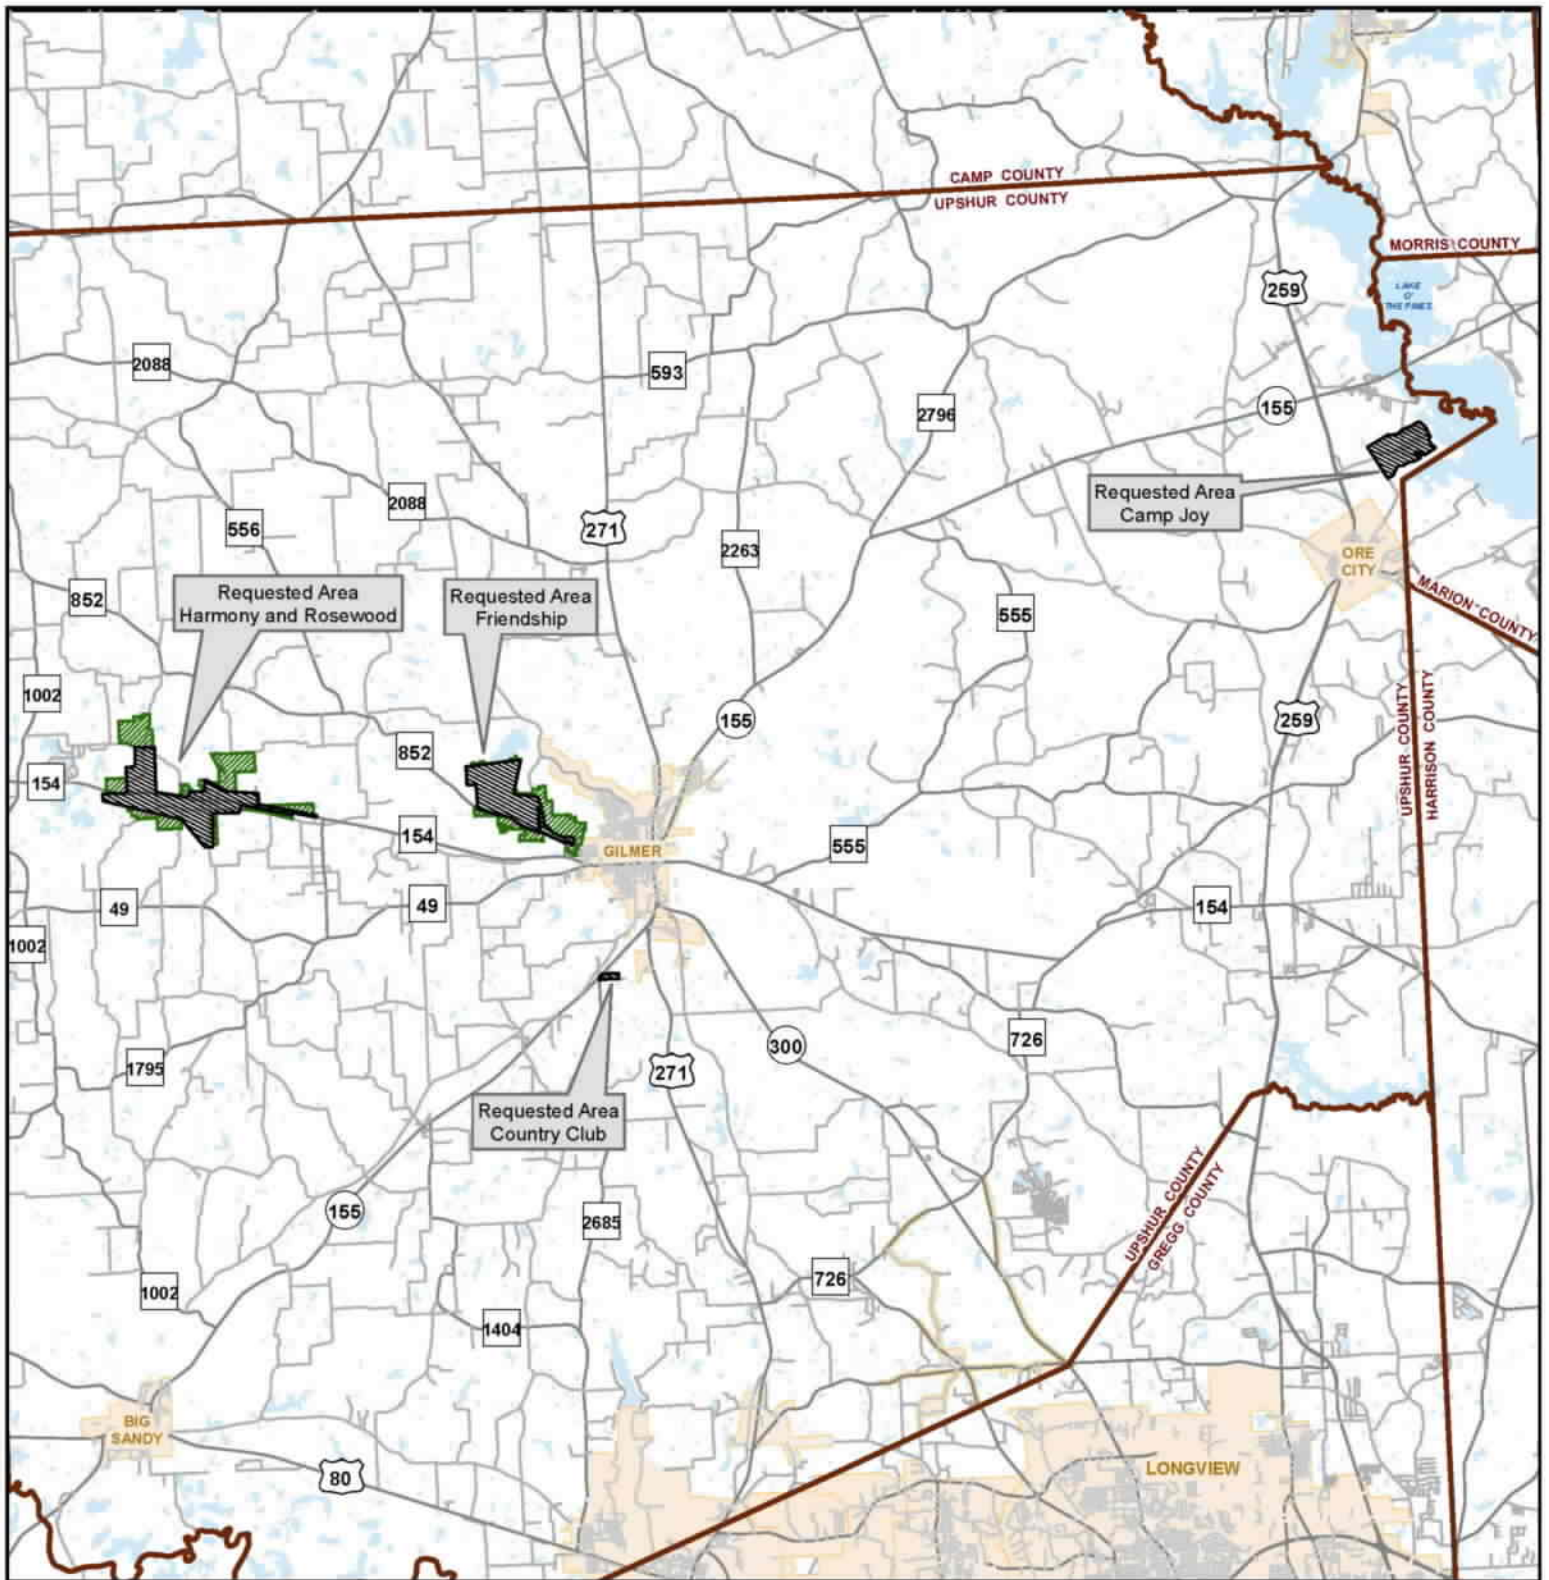 CAMP COUNTY
UPSHUR COUNTY
MORRIS COUNTY
LAKE
O'
THE PINES
259
2088
593
155
2796
Requested Area
Camp Joy
2088
556
271
2263
ORE
CITY
852
Requested Area
Harmony and Rosewood
Requested Area
Friendship
555
MARION COUNTY
1002
155
259
UPSHUR COUNTY
HARRISON COUNTY
852
154
154
GILMER
555
49
49
154
1002
1795
271
300
726
Requested Area
Country Club
UPSHUR COUNTY
GREGG COUNTY
155
2685
726
1002
1404
BIG
SANDY
80
LONGVIEW